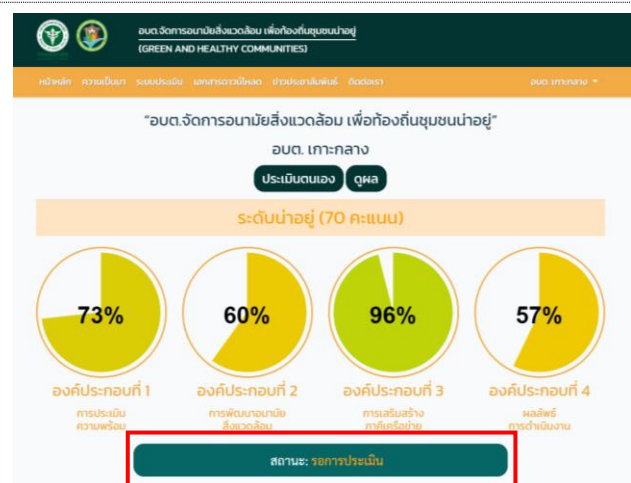 อบต.จัดการอนามัยสิ่งแวดล้อม เพื่อท้องถิ่นชุมชนน่าอยู่
(GREEN AND HEALTHY COMMUNITIES)
หน้าหลัก ความเป็นมา ระบบประเมิน เอกสารดาวน์โหลด ข่าวประชาสัมพันธ์ ติดต่อเรา อบต. เกาะกลาง
"อบต.จัดการอนามัยสิ่งแวดล้อม เพื่อท้องถิ่นชุมชนน่าอยู่"
อบต. เกาะกลาง
ประเมินตนเอง ดูผล
ระดับน่าอยู่ (70 คะแนน)
73% 60% 96% 57%
องค์ประกอบที่ 1 องค์ประกอบที่ 2 องค์ประกอบที่ 3 องค์ประกอบที่ 4
การประเมิน การพัฒนาอนามัย การเสริมสร้าง ผลลัพธ์
ความพร้อม สิ่งแวดล้อม ภาคีเครือข่าย การดำเนินงาน
สถานะ: รอการประเมิน